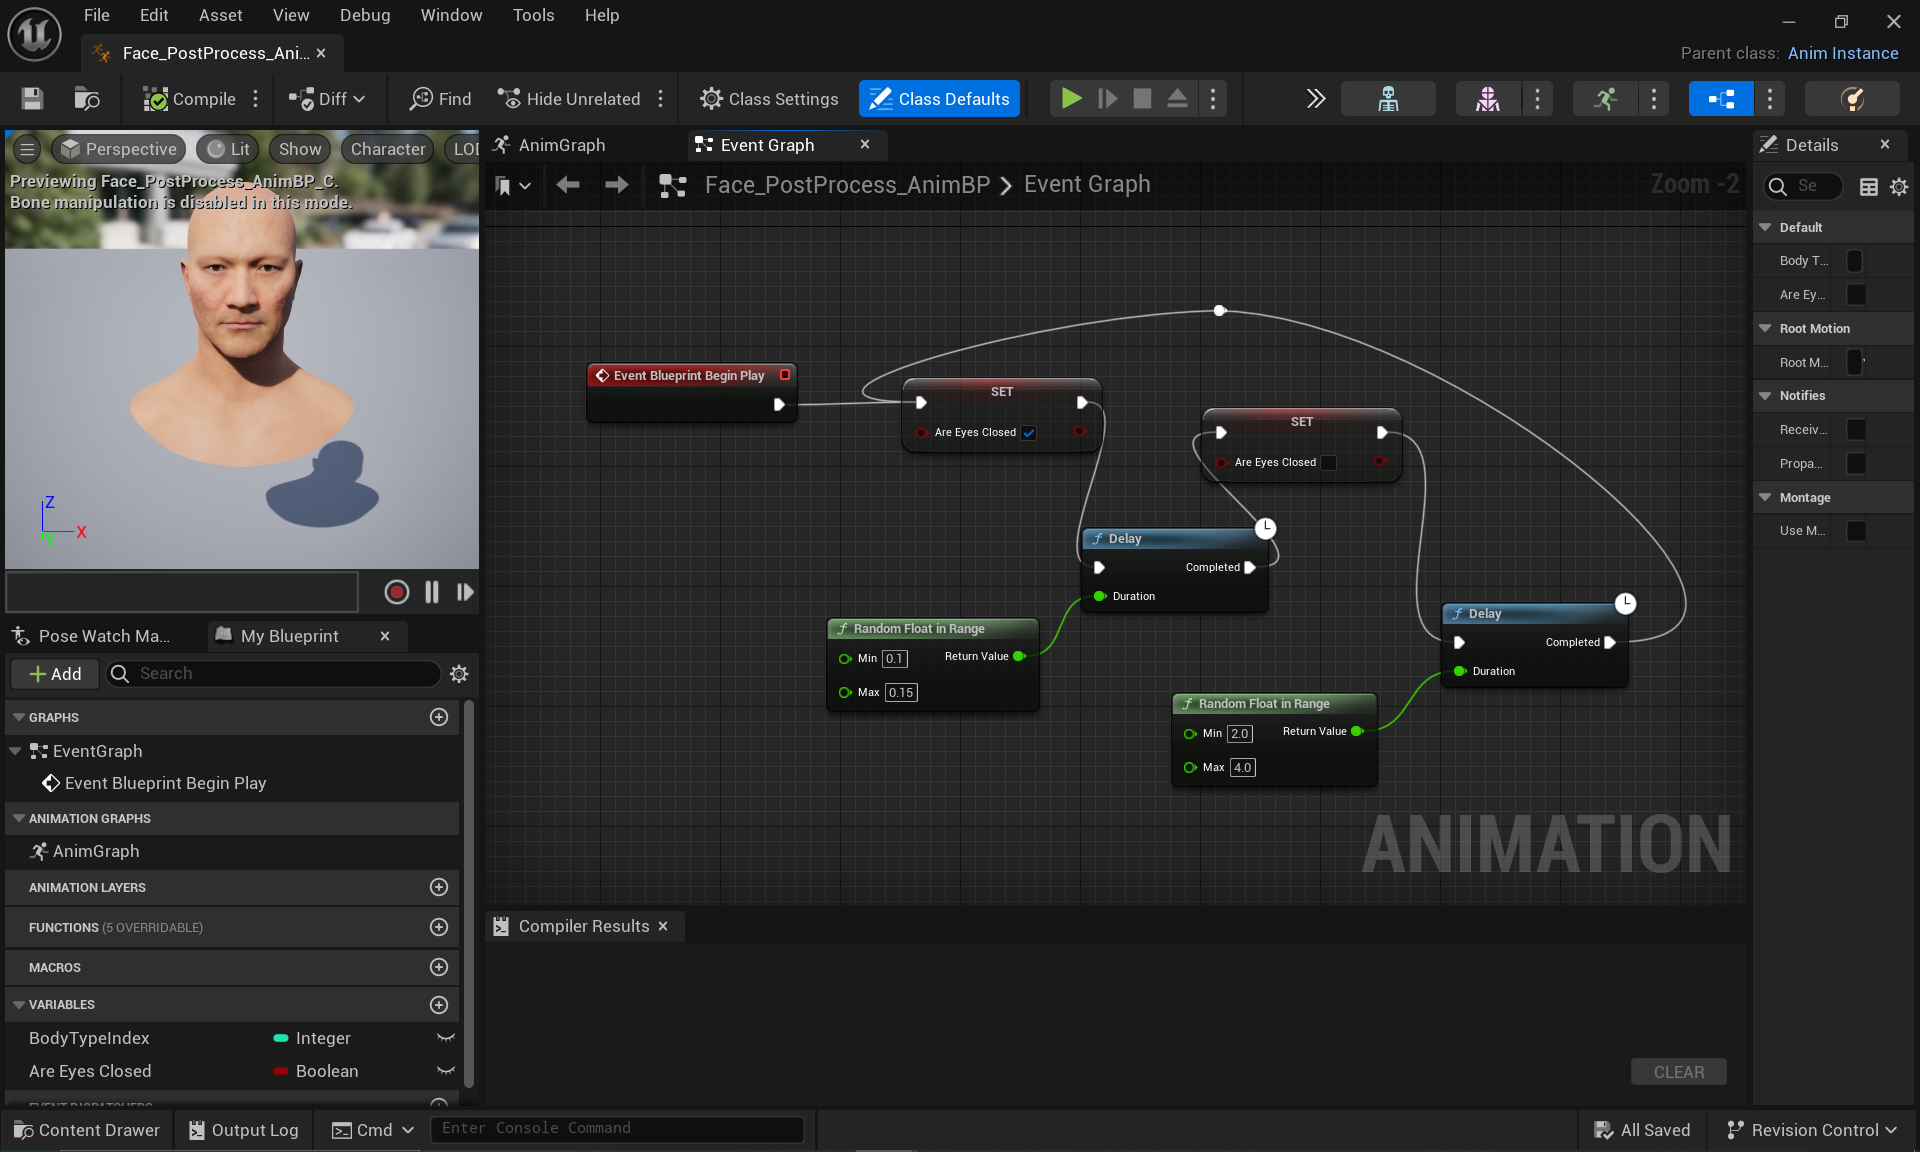 File Edit Asset View Debug Window Tools Help
Face_PostProcess_Ani...
Parent class: Anim Instance
Compile Diff Find Hide Unrelated Class Settings Class Defaults
Perspective Lit Show Character LOD
Previewing Face_PostProcess_AnimBP_C.
Bone manipulation is disabled in this mode.
Z
X
Y
AnimGraph Event Graph
Face_PostProcess_AnimBP > Event Graph
Zoom -2
Event Blueprint Begin Play
SET
Are Eyes Closed
SET
Are Eyes Closed
Delay
Completed
Duration
Random Float in Range
Min 0.1 Return Value
Max 0.15
Delay
Completed
Duration
Random Float in Range
Min 2.0 Return Value
Max 4.0
ANIMATION
Details
Se
Default
Body T...
Are Ey...
Root Motion
Root M...
Notifies
Receiv...
Propa...
Montage
Use M...
Pose Watch Ma... My Blueprint
Add Search
GRAPHS
EventGraph
Event Blueprint Begin Play
ANIMATION GRAPHS
AnimGraph
ANIMATION LAYERS
FUNCTIONS (5 OVERRIDABLE)
MACROS
VARIABLES
BodyTypeIndex Integer
Are Eyes Closed Boolean
EVENT DISPATCHERS
Compiler Results
CLEAR
Content Drawer Output Log Cmd Enter Console Command All Saved Revision Control